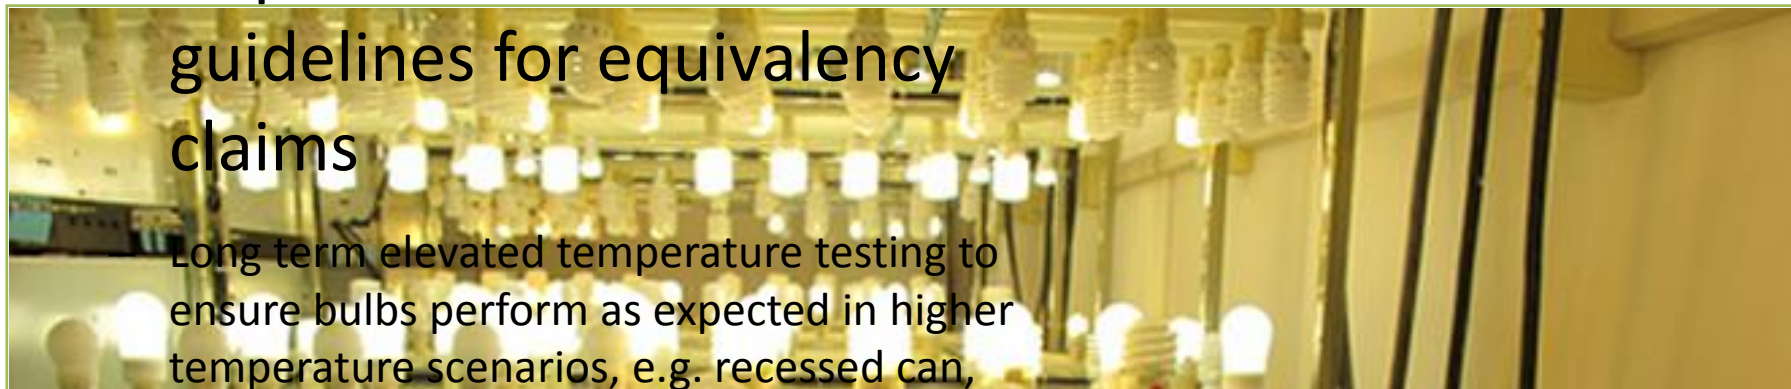 guidelines for equivalency
claims
– Long term elevated temperature testing to
ensure bulbs perform as expected in higher
temperature scenarios, e.g. recessed can,